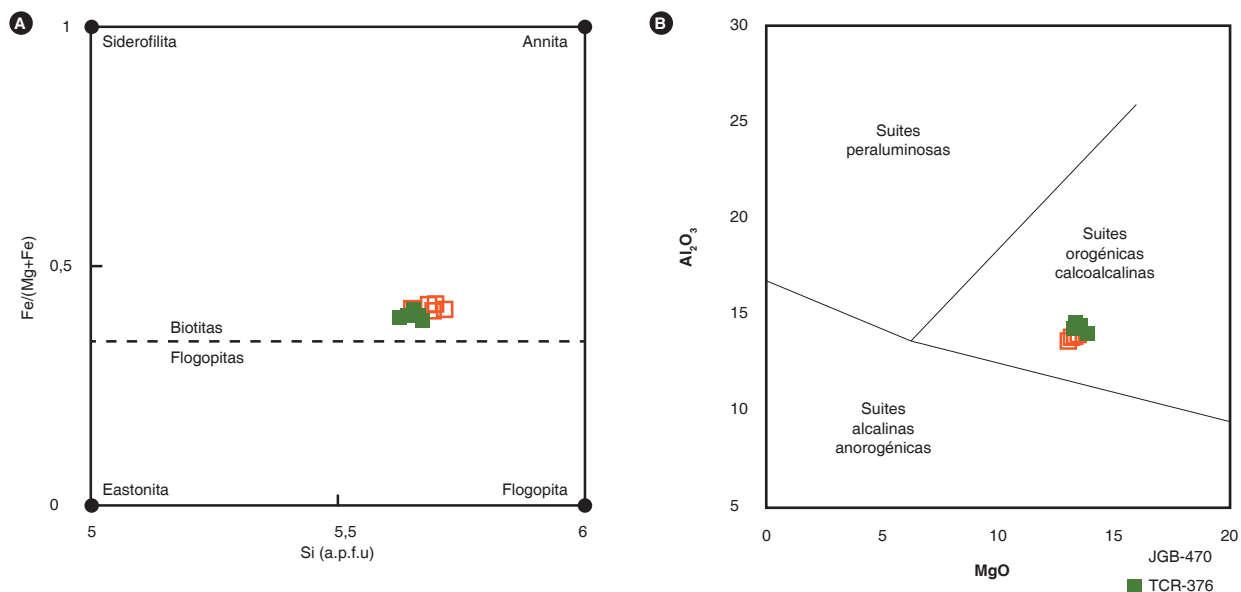 A
1
Siderofilita
Annita
Fe/(Mg+Fe)
0,5
Biotitas
Flogopitas
Eastonita
Flogopita
0
5
5,5
6
Si (a.p.f.u)
B
30
25
20
15
10
5
Al2O3
Suites
peraluminosas
Suites
orogénicas
calcoalcalinas
Suites
alcalinas
anorogénicas
0
5
10
15
20
MgO
JGB-470
TCR-376